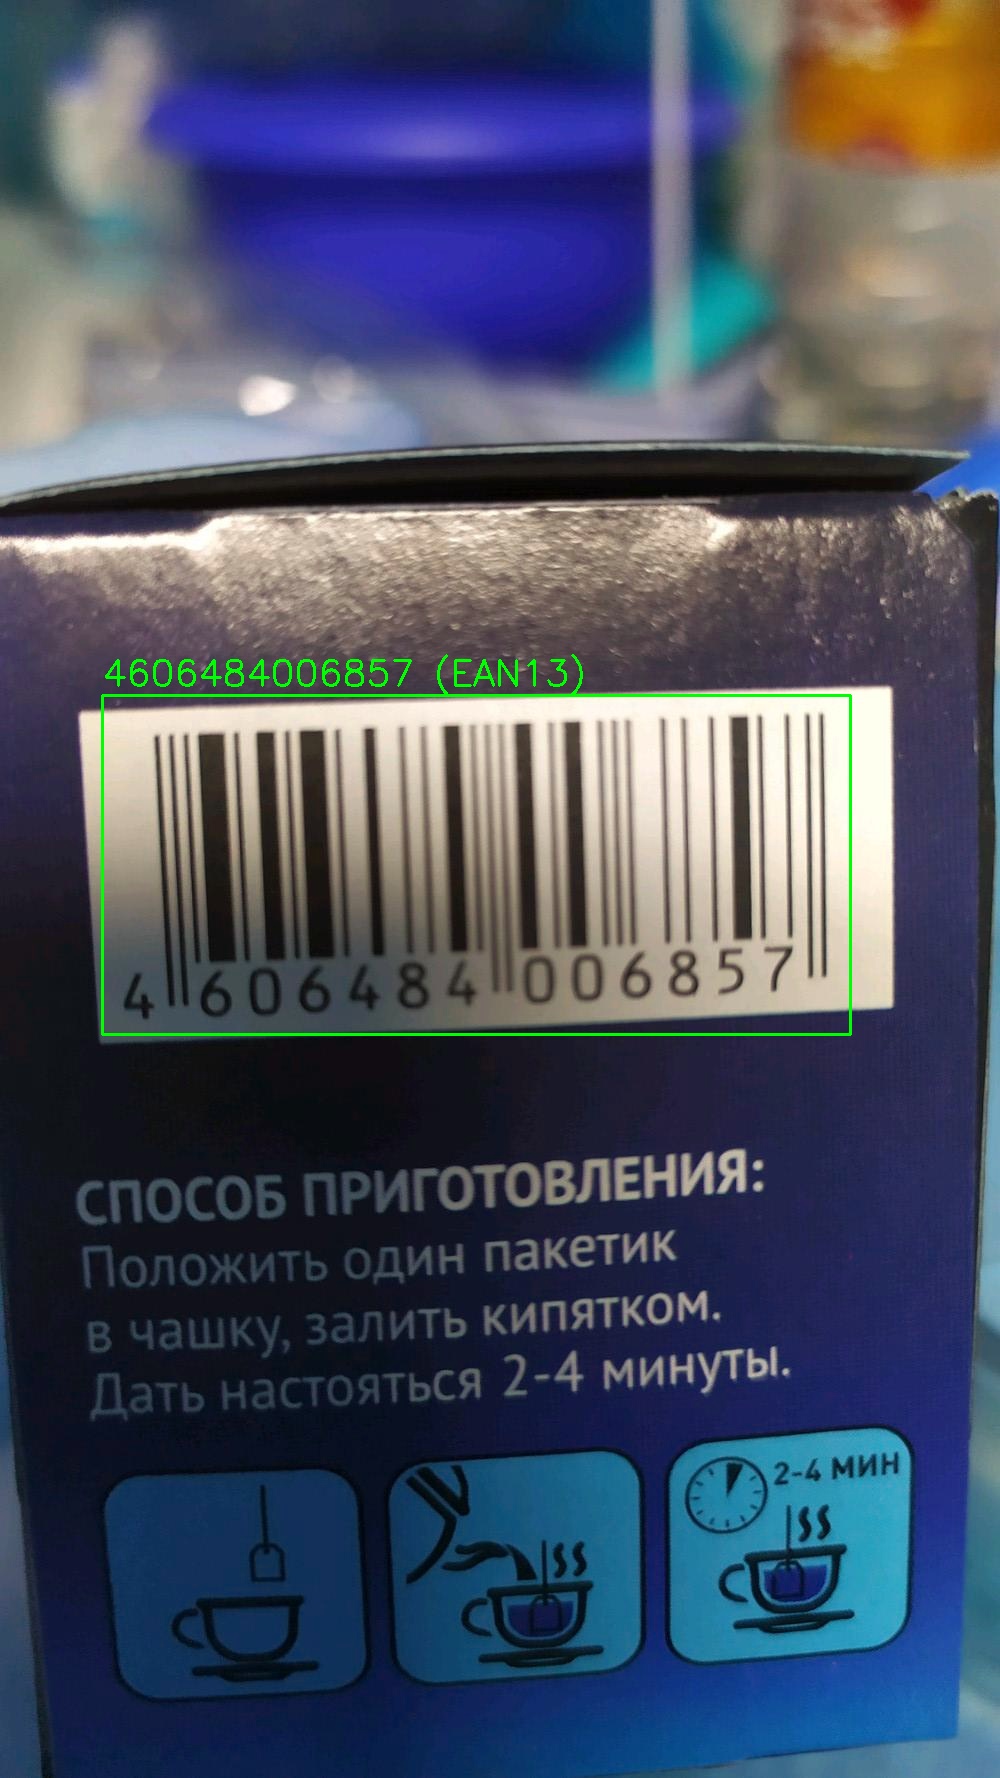 4606484006857 (EAN13)
4 606484 006857
СПОСОБ ПРИГОТОВЛЕНИЯ:
Положить один пакетик
в чашку, залить кипятком.
Дать настояться 2-4 минуты.
2-4 МИН